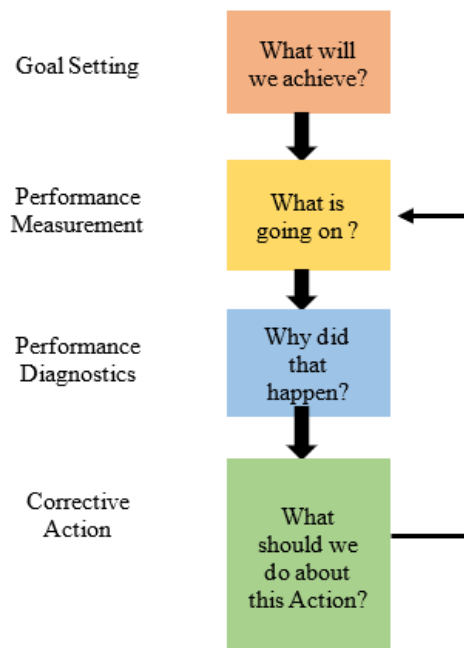 Goal Setting
What will
we achieve?
Performance
Measurement
What is
going on ?
Performance
Diagnostics
Why did
that
happen?
Corrective
Action
What
should we
do about
this Action?